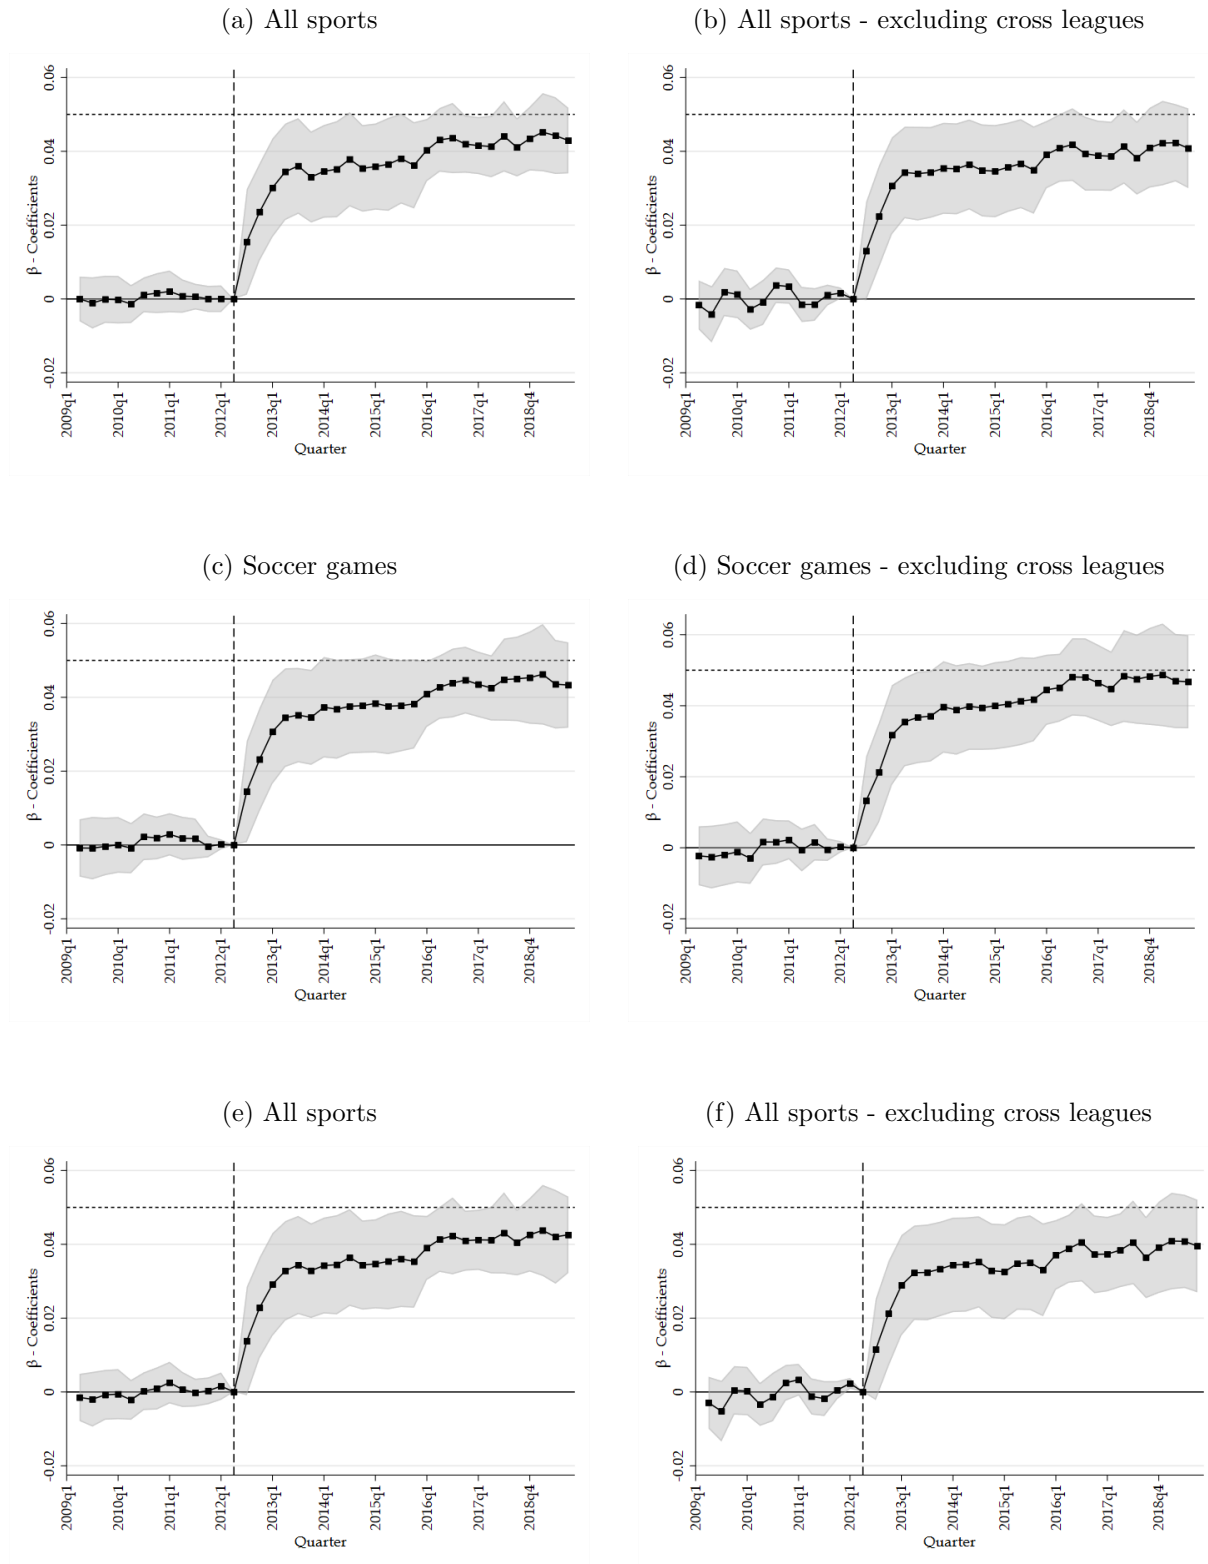 (a) All sports
0.06
0.04
0.02
0
-0.02
β - Coefficients
2009q1
2010q1
2011q1
2012q1
2013q1
2014q1
2015q1
2016q1
2017q1
2018q4
Quarter
(b) All sports - excluding cross leagues
0.06
0.04
0.02
0
-0.02
β - Coefficients
2009q1
2010q1
2011q1
2012q1
2013q1
2014q1
2015q1
2016q1
2017q1
2018q4
Quarter
(c) Soccer games
0.06
0.04
0.02
0
-0.02
β - Coefficients
2009q1
2010q1
2011q1
2012q1
2013q1
2014q1
2015q1
2016q1
2017q1
2018q4
Quarter
(d) Soccer games - excluding cross leagues
0.06
0.04
0.02
0
-0.02
β - Coefficients
2009q1
2010q1
2011q1
2012q1
2013q1
2014q1
2015q1
2016q1
2017q1
2018q4
Quarter
(e) All sports
0.06
0.04
0.02
0
-0.02
β - Coefficients
2009q1
2010q1
2011q1
2012q1
2013q1
2014q1
2015q1
2016q1
2017q1
2018q4
Quarter
(f) All sports - excluding cross leagues
0.06
0.04
0.02
0
-0.02
β - Coefficients
2009q1
2010q1
2011q1
2012q1
2013q1
2014q1
2015q1
2016q1
2017q1
2018q4
Quarter